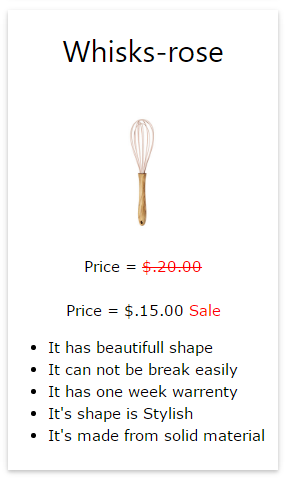 Whisks-rose
Price = $.20.00
Price = $.15.00 Sale
It has beautifull shape
It can not be break easily
It has one week warrenty
It's shape is Stylish
It's made from solid material